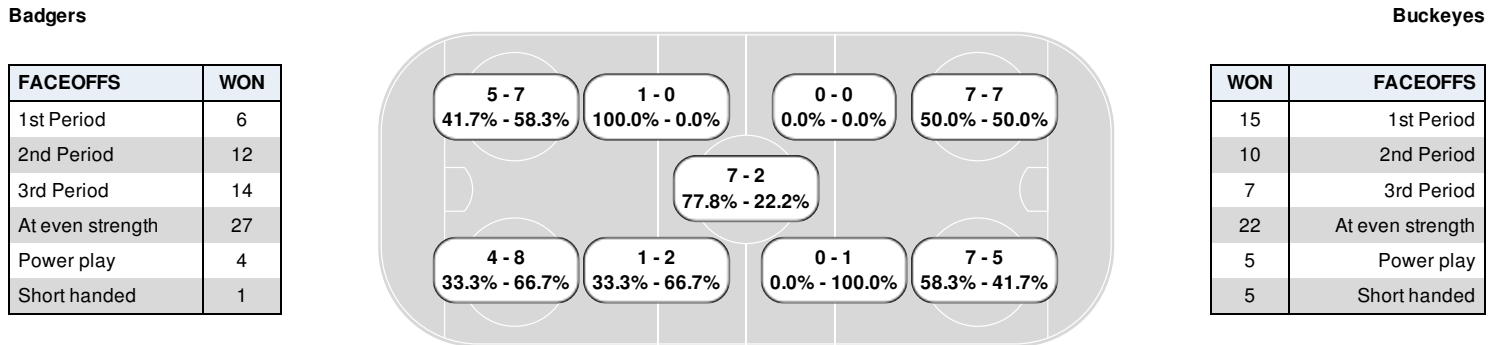 Badgers
Buckeyes
FACEOFFS WON
1st Period 6
2nd Period 12
3rd Period 14
At even strength 27
Power play 4
Short handed 1
5 - 7
41.7% - 58.3%
1 - 0
100.0% - 0.0%
0 - 0
0.0% - 0.0%
7 - 7
50.0% - 50.0%
7 - 2
77.8% - 22.2%
4 - 8
33.3% - 66.7%
1 - 2
33.3% - 66.7%
0 - 1
0.0% - 100.0%
7 - 5
58.3% - 41.7%
WON FACEOFFS
15 1st Period
10 2nd Period
7 3rd Period
22 At even strength
5 Power play
5 Short handed